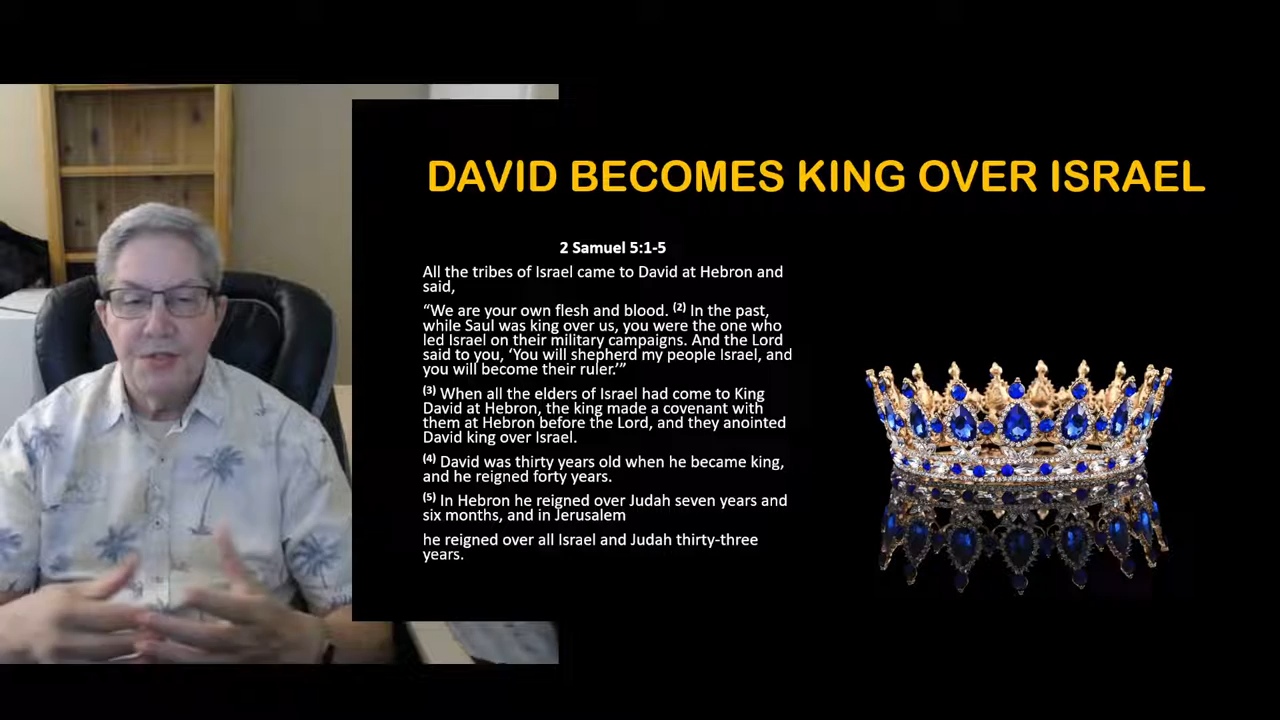 DAVID BECOMES KING OVER ISRAEL
2 Samuel 5:1-5
All the tribes of Israel came to David at Hebron and
said,
“We are your own flesh and blood. (2) In the past,
while Saul was king over us, you were the one who
led Israel on their military campaigns. And the Lord
said to you, ‘You will shepherd my people Israel, and
you will become their ruler.’”
(3) When all the elders of Israel had come to King
David at Hebron, the king made a covenant with
them at Hebron before the Lord, and they anointed
David king over Israel.
(4) David was thirty years old when he became king,
and he reigned forty years.
(5) In Hebron he reigned over Judah seven years and
six months, and in Jerusalem
he reigned over all Israel and Judah thirty-three
years.